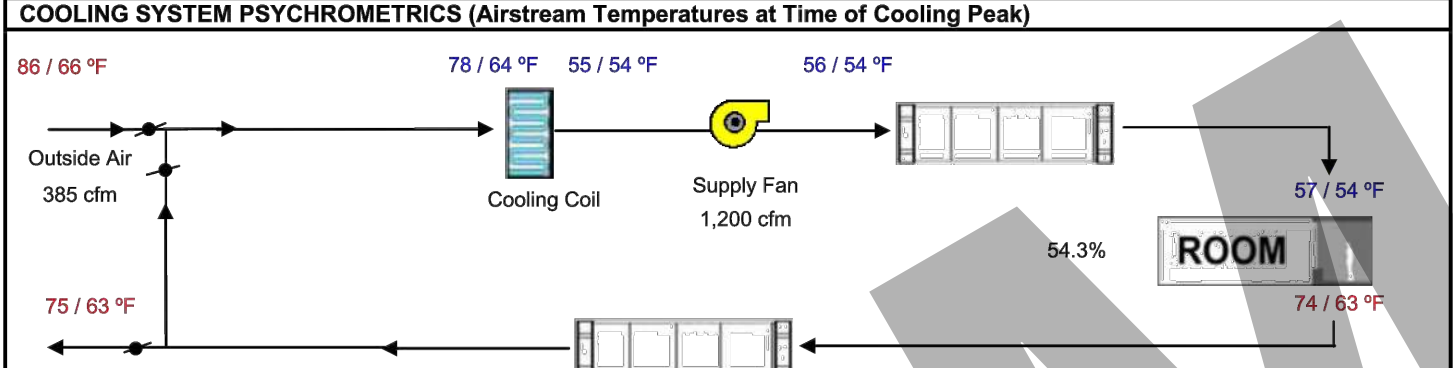 COOLING SYSTEM PSYCHROMETRICS (Airstream Temperatures at Time of Cooling Peak)
86 / 66 ºF
78 / 64 ºF
55 / 54 ºF
56 / 54 ºF
Outside Air
385 cfm
Cooling Coil
Supply Fan
1,200 cfm
57 / 54 ºF
54.3%
ROOM
75 / 63 ºF
74 / 63 ºF